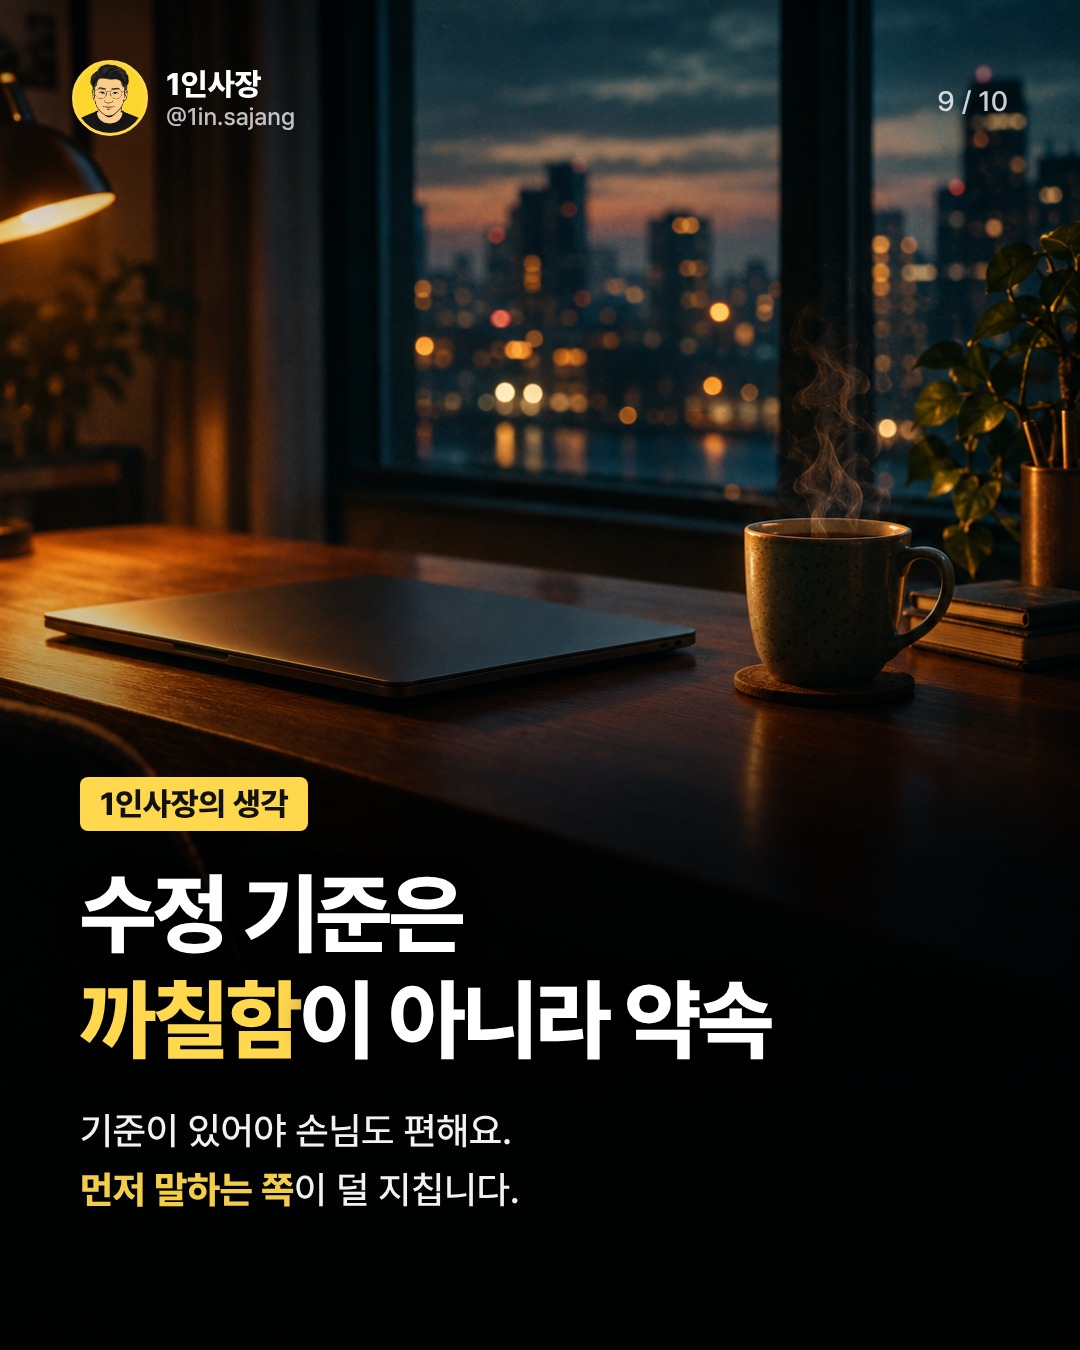 1인사장
@1in.sajang
9 / 10
1인사장의 생각
수정 기준은
까칠함이 아니라 약속
기준이 있어야 손님도 편해요.
먼저 말하는 쪽이 덜 지칩니다.